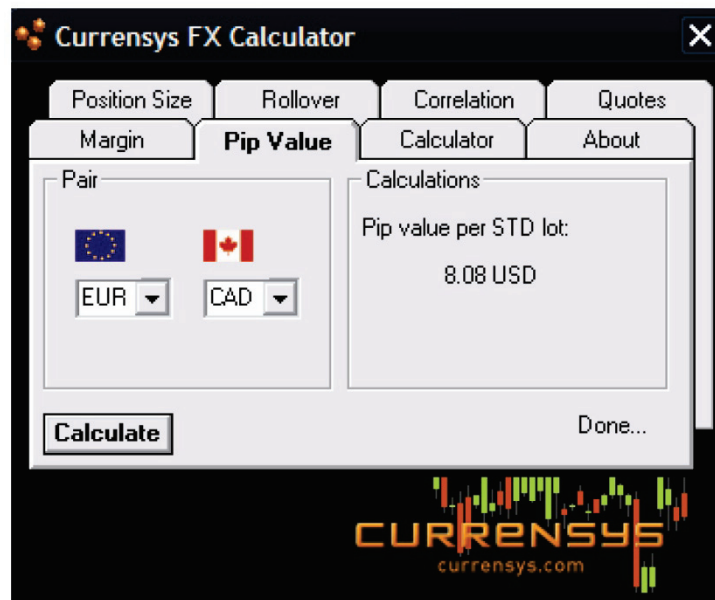 Currensys FX Calculator
Position Size
Rollover
Correlation
Quotes
Margin
Pip Value
Calculator
About
Pair
Calculations
Pip value per STD lot:
8.08 USD
EUR
CAD
Calculate
Done...
CURRENSYS
currensys.com